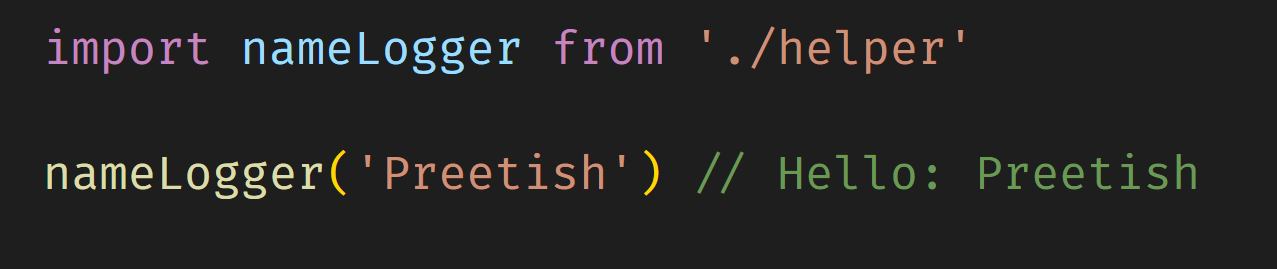 import nameLogger from './helper'
nameLogger('Preetish') // Hello: Preetish